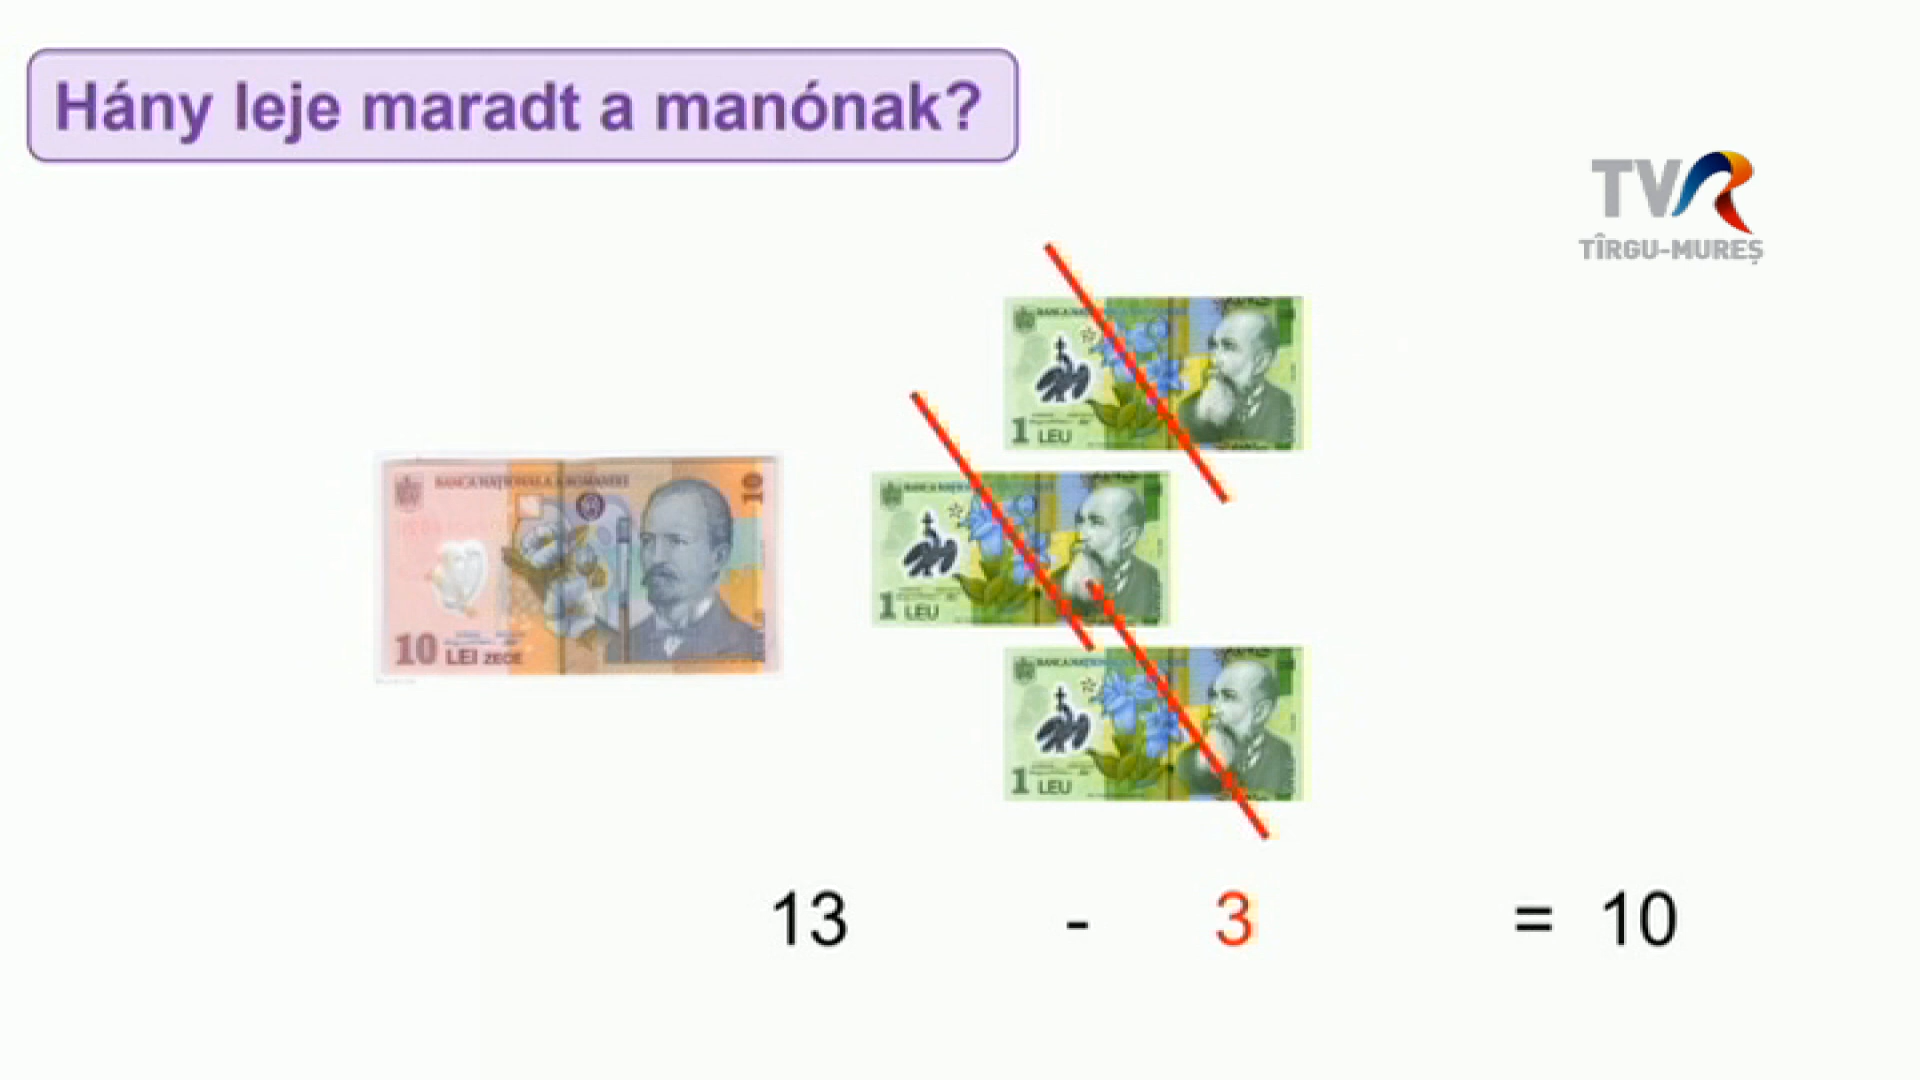 Hány leje maradt a manónak?
TVR
TÎRGU-MUREȘ
1 LEU
BANCA NAȚIONALĂ A ROMÂNIEI
10
10 LEI ZECE
1 LEU
1 LEU
13 - 3 = 10